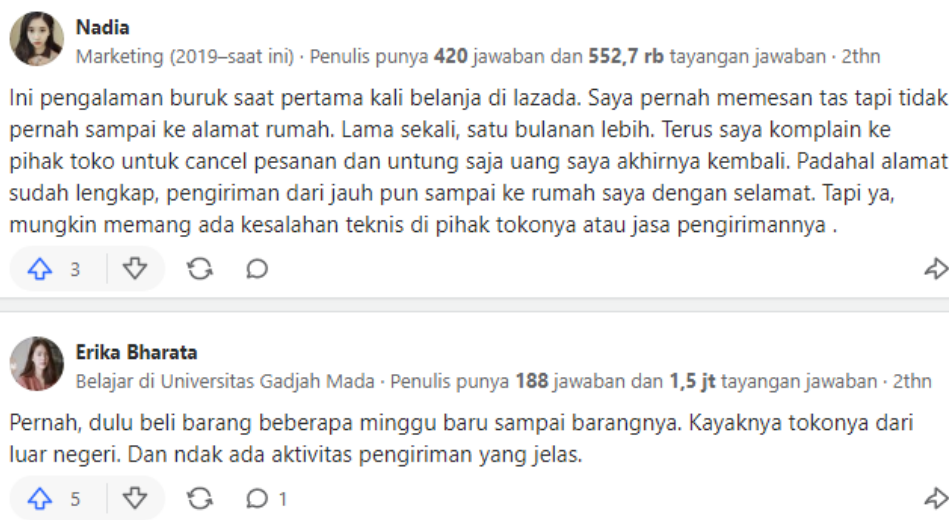 Nadia
Marketing (2019–saat ini) · Penulis punya 420 jawaban dan 552,7 rb tayangan jawaban · 2thn
Ini pengalaman buruk saat pertama kali belanja di lazada. Saya pernah memesan tas tapi tidak
pernah sampai ke alamat rumah. Lama sekali, satu bulanan lebih. Terus saya komplain ke
pihak toko untuk cancel pesanan dan untung saja uang saya akhirnya kembali. Padahal alamat
sudah lengkap, pengiriman dari jauh pun sampai ke rumah saya dengan selamat. Tapi ya,
mungkin memang ada kesalahan teknis di pihak tokonya atau jasa pengirimannya .
3
Erika Bharata
Belajar di Universitas Gadjah Mada · Penulis punya 188 jawaban dan 1,5 jt tayangan jawaban · 2thn
Pernah, dulu beli barang beberapa minggu baru sampai barangnya. Kayaknya tokonya dari
luar negeri. Dan ndak ada aktivitas pengiriman yang jelas.
5 1